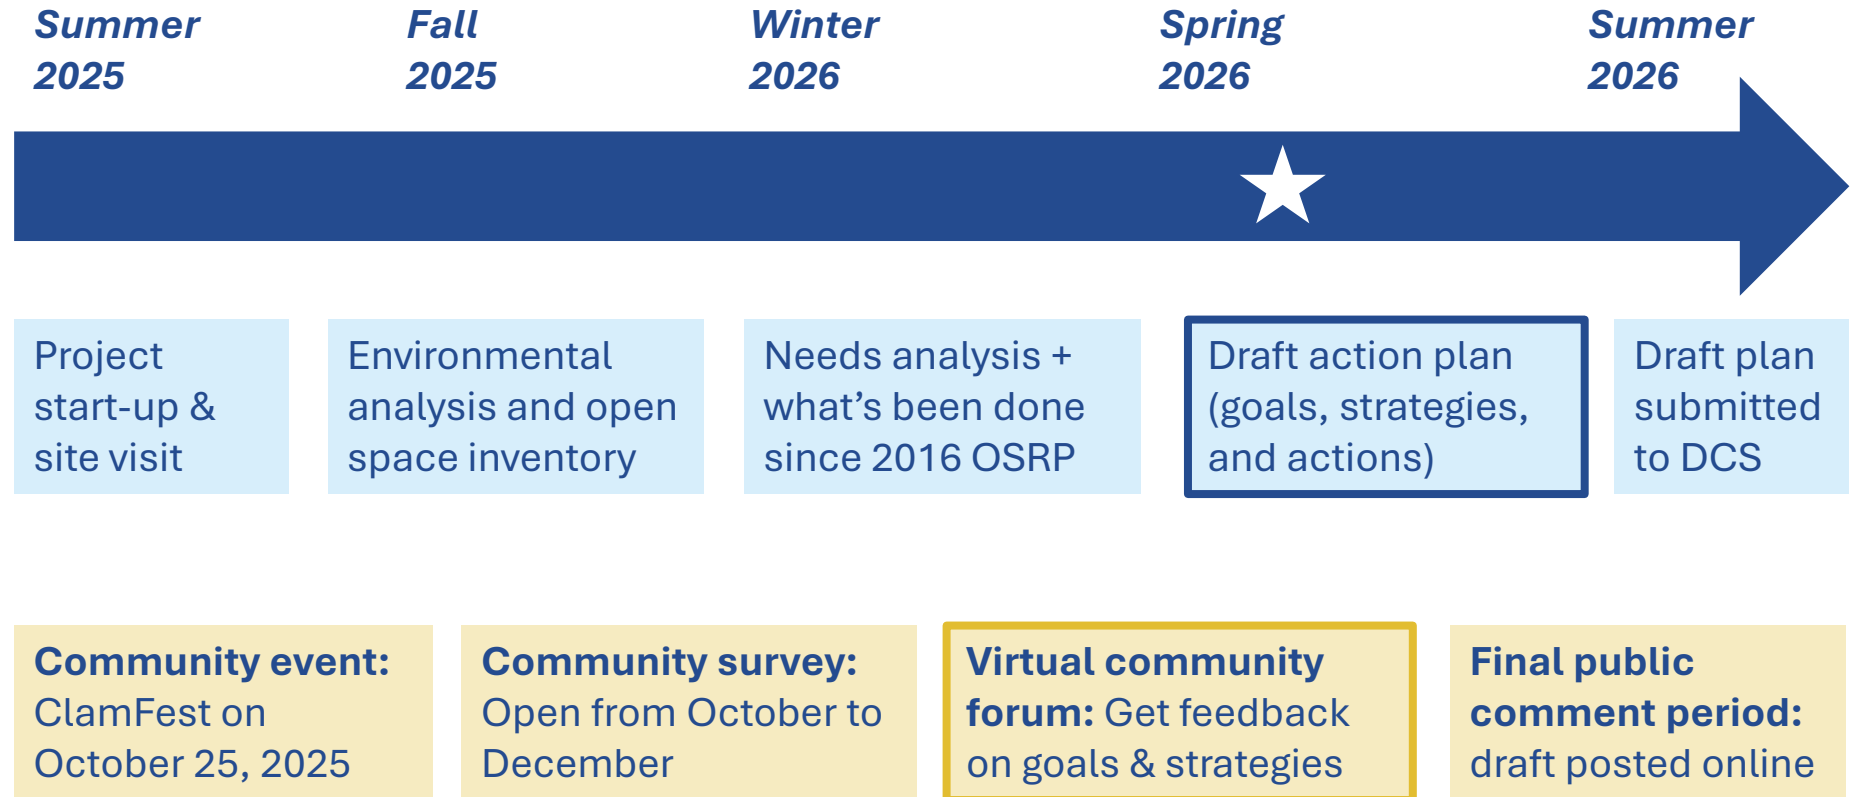 Summer
2025
Fall
2025
Winter
2026
Spring
2026
Summer
2026
Project
start-up &
site visit
Environmental
analysis and open
space inventory
Needs analysis +
what’s been done
since 2016 OSRP
Draft action plan
(goals, strategies,
and actions)
Draft plan
submitted
to DCS
Community event:
ClamFest on
October 25, 2025
Community survey:
Open from October to
December
Virtual community
forum: Get feedback
on goals & strategies
Final public
comment period:
draft posted online